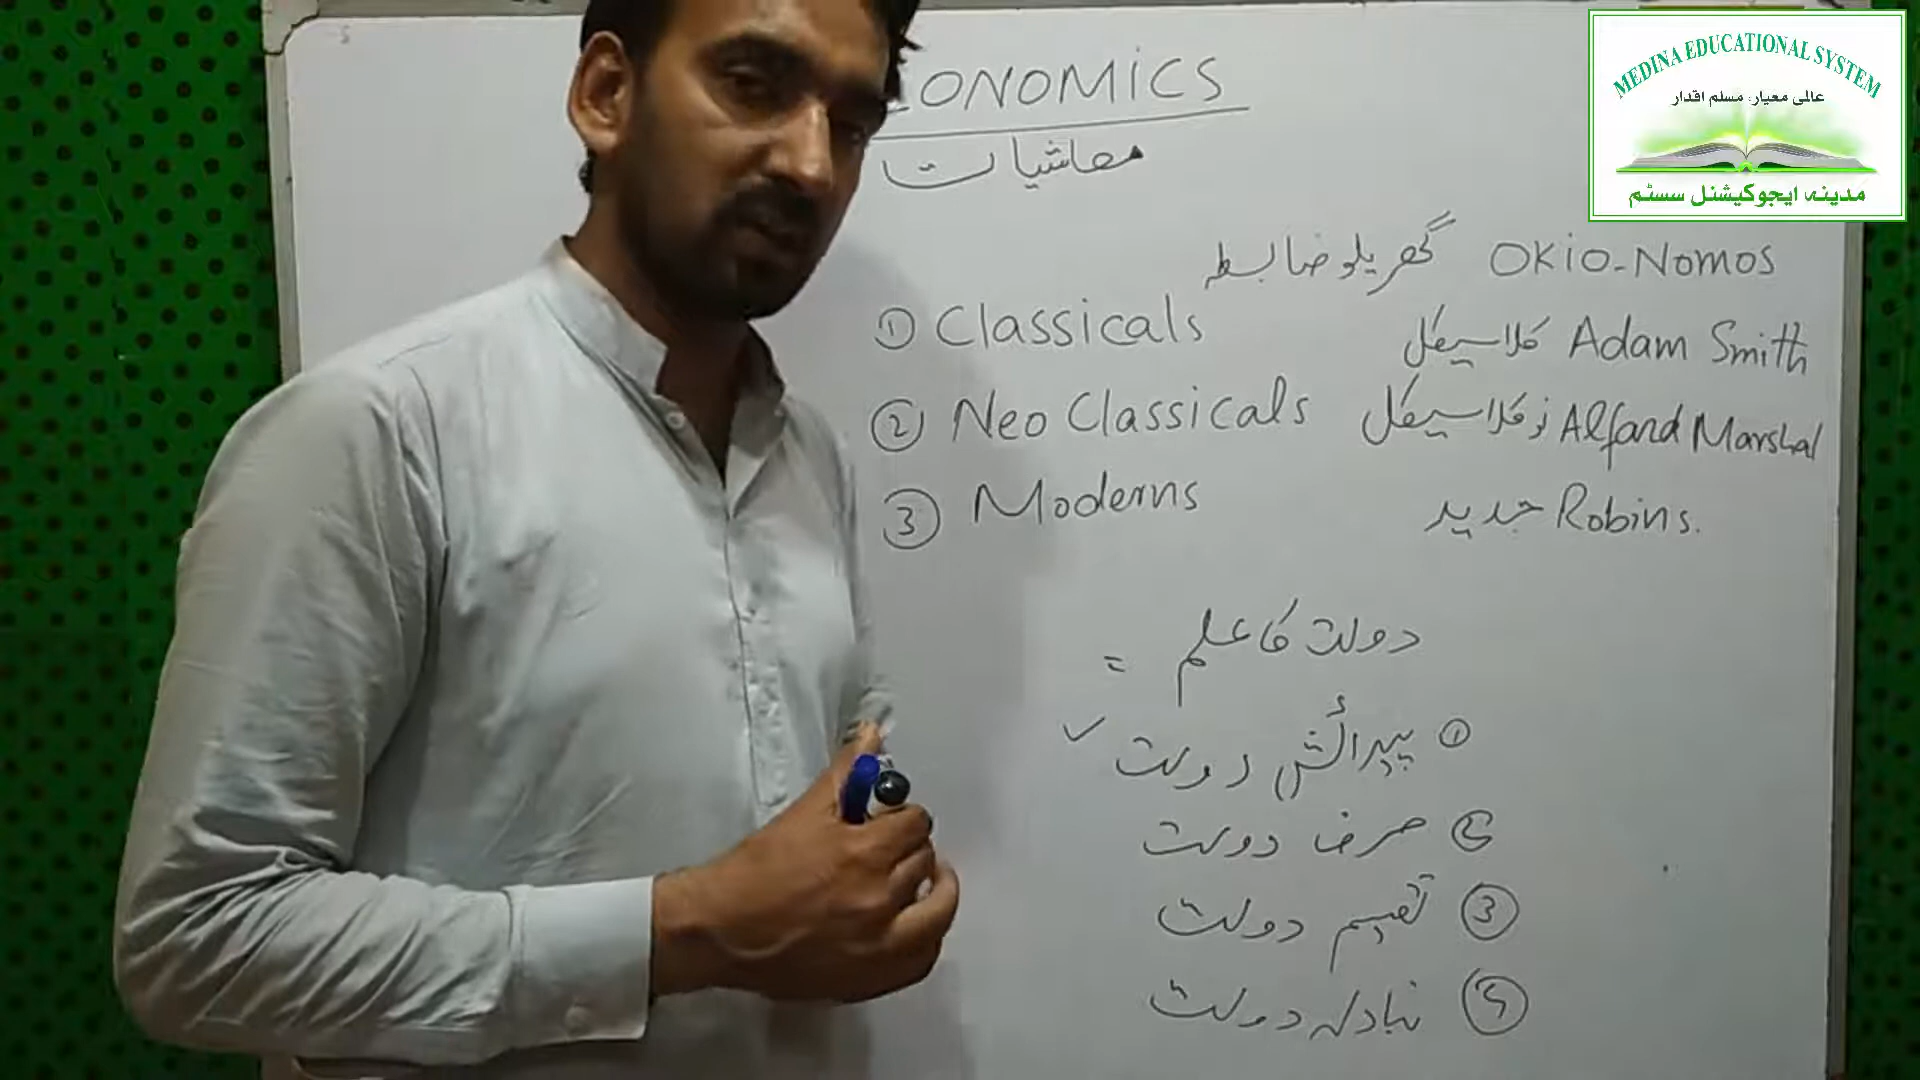 ONOMICS
معاشیات
گھریلو ضابطہ OKIO-NOMOS
① Classicals کلاسیکل Adam Smith
② Neo Classicals نو کلاسیکل Alfard Marshal
③ Moderns جدید Robins.
دولت کا علم =
① پیدائش دولت ✓
② صرف دولت
③ تقسیم دولت
④ تبادلہ دولت
MEDINA EDUCATIONAL SYSTEM
عالی معیار، مسلم اقدار
مدینہ ایجوکیشنل سسٹم